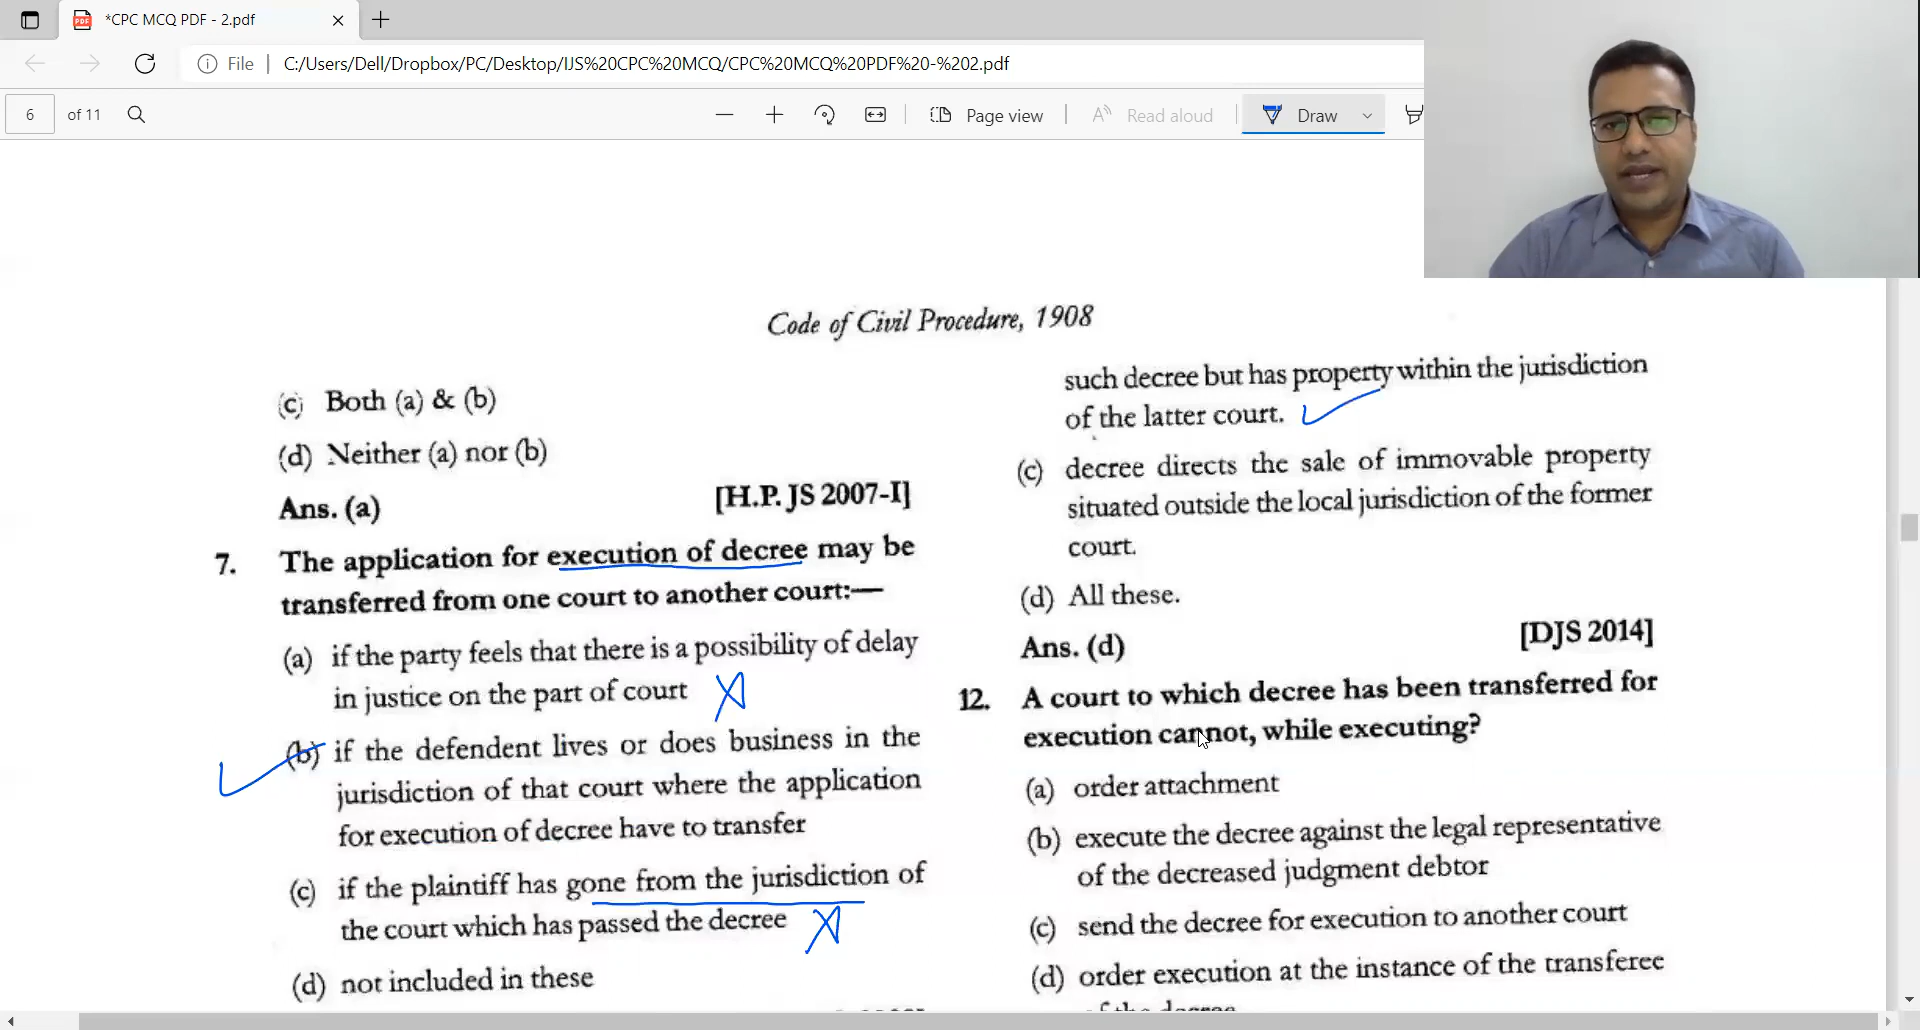 *CPC MCQ PDF - 2.pdf
File
C:/Users/Dell/Dropbox/PC/Desktop/IJS%20CPC%20MCQ/CPC%20MCQ%20PDF%20-%202.pdf
6 of 11
Page view
Read aloud
Draw
Code of Civil Procedure, 1908
(c) Both (a) & (b)
(d) Neither (a) nor (b)
Ans. (a) [H.P. JS 2007-I]
7. The application for execution of decree may be
transferred from one court to another court:—
(a) if the party feels that there is a possibility of delay
in justice on the part of court
(b) if the defendent lives or does business in the
jurisdiction of that court where the application
for execution of decree have to transfer
(c) if the plaintiff has gone from the jurisdiction of
the court which has passed the decree
(d) not included in these
such decree but has property within the jurisdiction
of the latter court.
(c) decree directs the sale of immovable property
situated outside the local jurisdiction of the former
court.
(d) All these.
Ans. (d) [DJS 2014]
12. A court to which decree has been transferred for
execution cannot, while executing?
(a) order attachment
(b) execute the decree against the legal representative
of the decreased judgment debtor
(c) send the decree for execution to another court
(d) order execution at the instance of the transferee